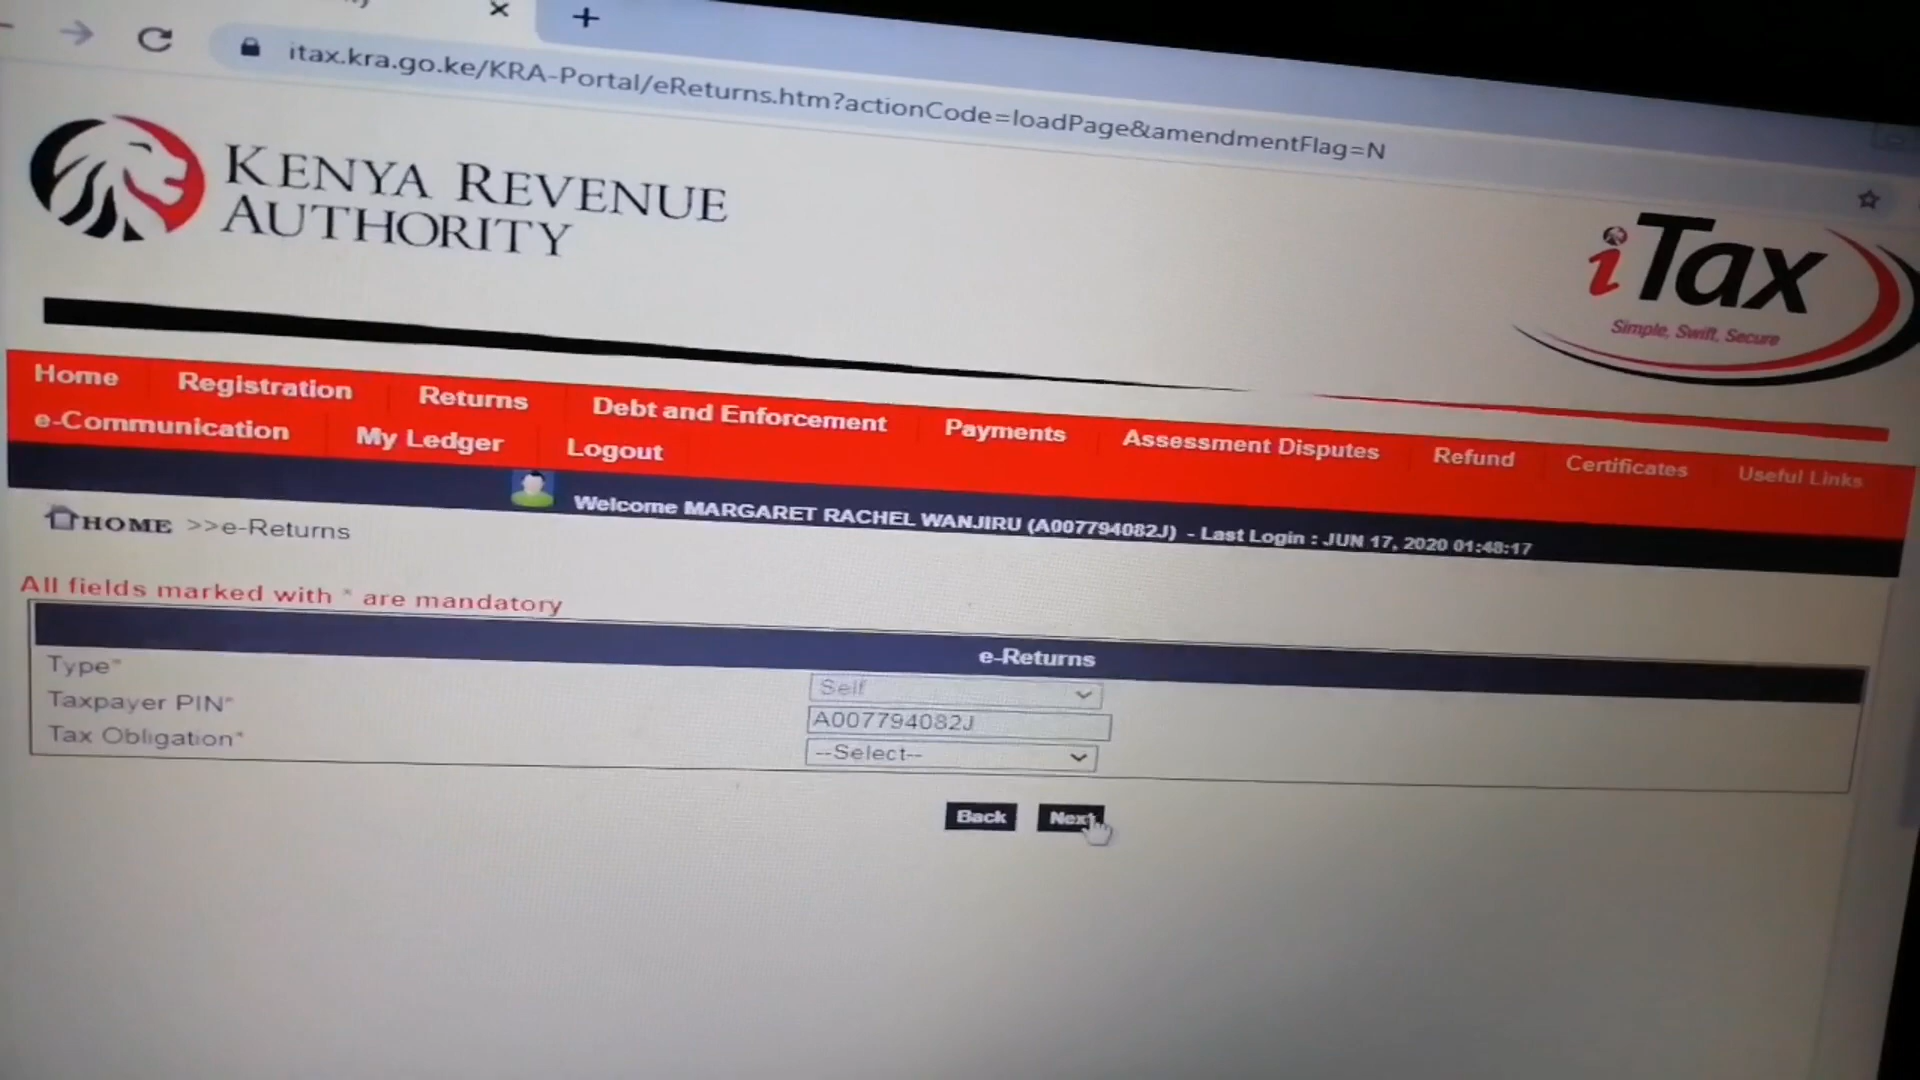 itax.kra.go.ke/KRA-Portal/eReturns.htm?actionCode=loadPage&amendmentFlag=N
KENYA REVENUE
AUTHORITY
iTax
Simple, Swift, Secure
Home Registration Returns Debt and Enforcement Payments Assessment Disputes Refund Certificates Useful Links
e-Communication My Ledger Logout
Welcome MARGARET RACHEL WANJIRU (A007794082J) - Last Login : JUN 17, 2020 01:48:17
HOME >>e-Returns
All fields marked with * are mandatory
e-Returns
Type* Self
Taxpayer PIN* A007794082J
Tax Obligation* --Select--
Back Next